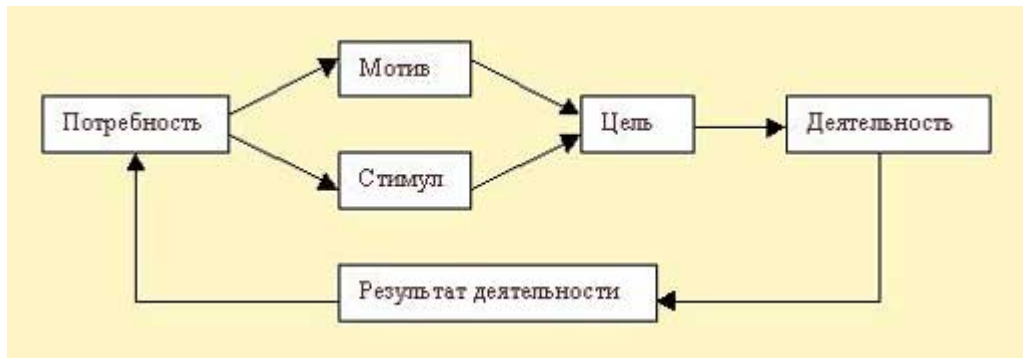 Мотив
Потребность
Цель
Деятельность
Стимул
Результат деятельности